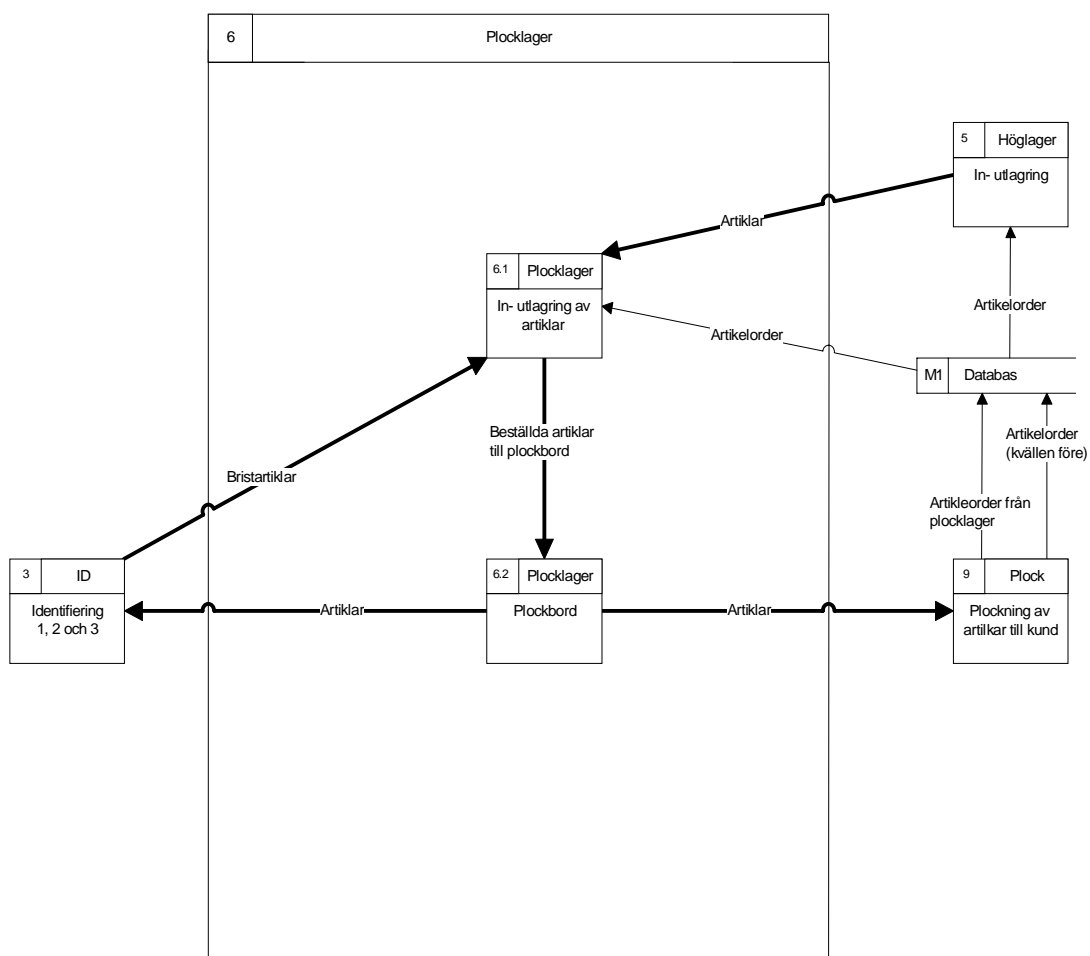 6
Plocklager
5
Höglager
In- utlagring
Artiklar
6.1
Plocklager
In- utlagring av
artiklar
Artikelorder
Artikelorder
M1
Databas
Beställda artiklar
till plockbord
Artikelorder
(kvällen före)
Bristartiklar
Artikleorder från
plocklager
3
ID
Identifiering
1, 2 och 3
6.2
Plocklager
Plockbord
9
Plock
Plockning av
artilkar till kund
Artiklar
Artiklar